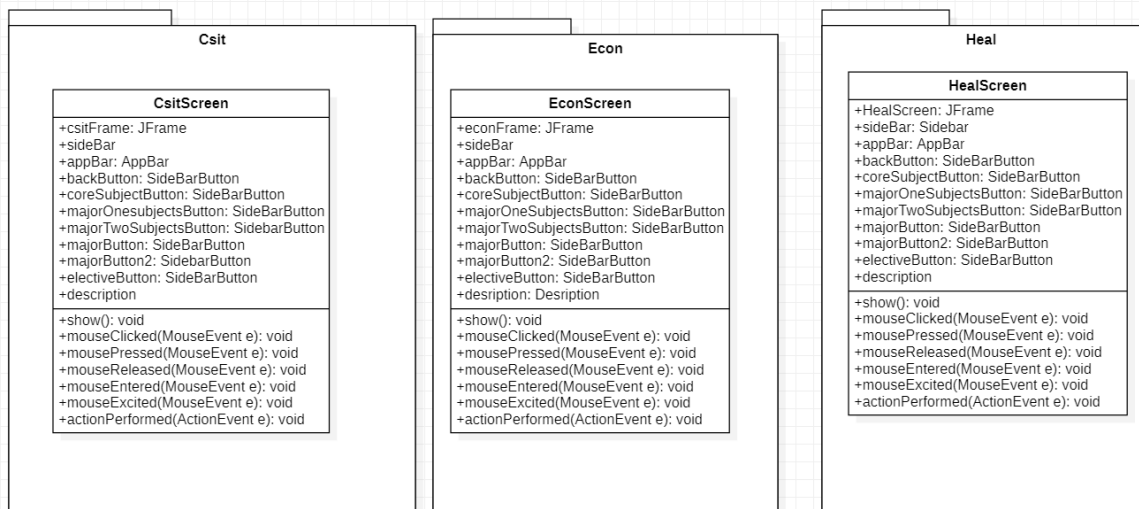 Csit
CsitScreen
+csitFrame: JFrame
+sideBar
+appBar: AppBar
+backButton: SideBarButton
+coreSubjectButton: SideBarButton
+majorOnesubjectsButton: SideBarButton
+majorTwoSubjectsButton: SidebarButton
+majorButton: SideBarButton
+majorButton2: SidebarButton
+electiveButton: SideBarButton
+description
+show(): void
+mouseClicked(MouseEvent e): void
+mousePressed(MouseEvent e): void
+mouseReleased(MouseEvent e): void
+mouseEntered(MouseEvent e): void
+mouseExcited(MouseEvent e): void
+actionPerformed(ActionEvent e): void
Econ
EconScreen
+econFrame: JFrame
+sideBar
+appBar: AppBar
+backButton: SideBarButton
+coreSubjectButton: SideBarButton
+majorOneSubjectsButton: SideBarButton
+majorTwoSubjectsButton: SideBarButton
+majorButton: SideBarButton
+majorButton2: SideBarButton
+electiveButton: SideBarButton
+desription: Desription
+show(): void
+mouseClicked(MouseEvent e): void
+mousePressed(MouseEvent e): void
+mouseReleased(MouseEvent e): void
+mouseEntered(MouseEvent e): void
+mouseExcited(MouseEvent e): void
+actionPerformed(ActionEvent e): void
Heal
HealScreen
+HealScreen: JFrame
+sideBar: Sidebar
+appBar: AppBar
+backButton: SideBarButton
+coreSubjectButton: SideBarButton
+majorOneSubjectsButton: SideBarButton
+majorTwoSubjectsButton: SideBarButton
+majorButton: SideBarButton
+majorButton2: SideBarButton
+electiveButton: SideBarButton
+description
+show(): void
+mouseClicked(MouseEvent e): void
+mousePressed(MouseEvent e): void
+mouseReleased(MouseEvent e): void
+mouseEntered(MouseEvent e): void
+mouseExcited(MouseEvent e): void
+actionPerformed(ActionEvent e): void